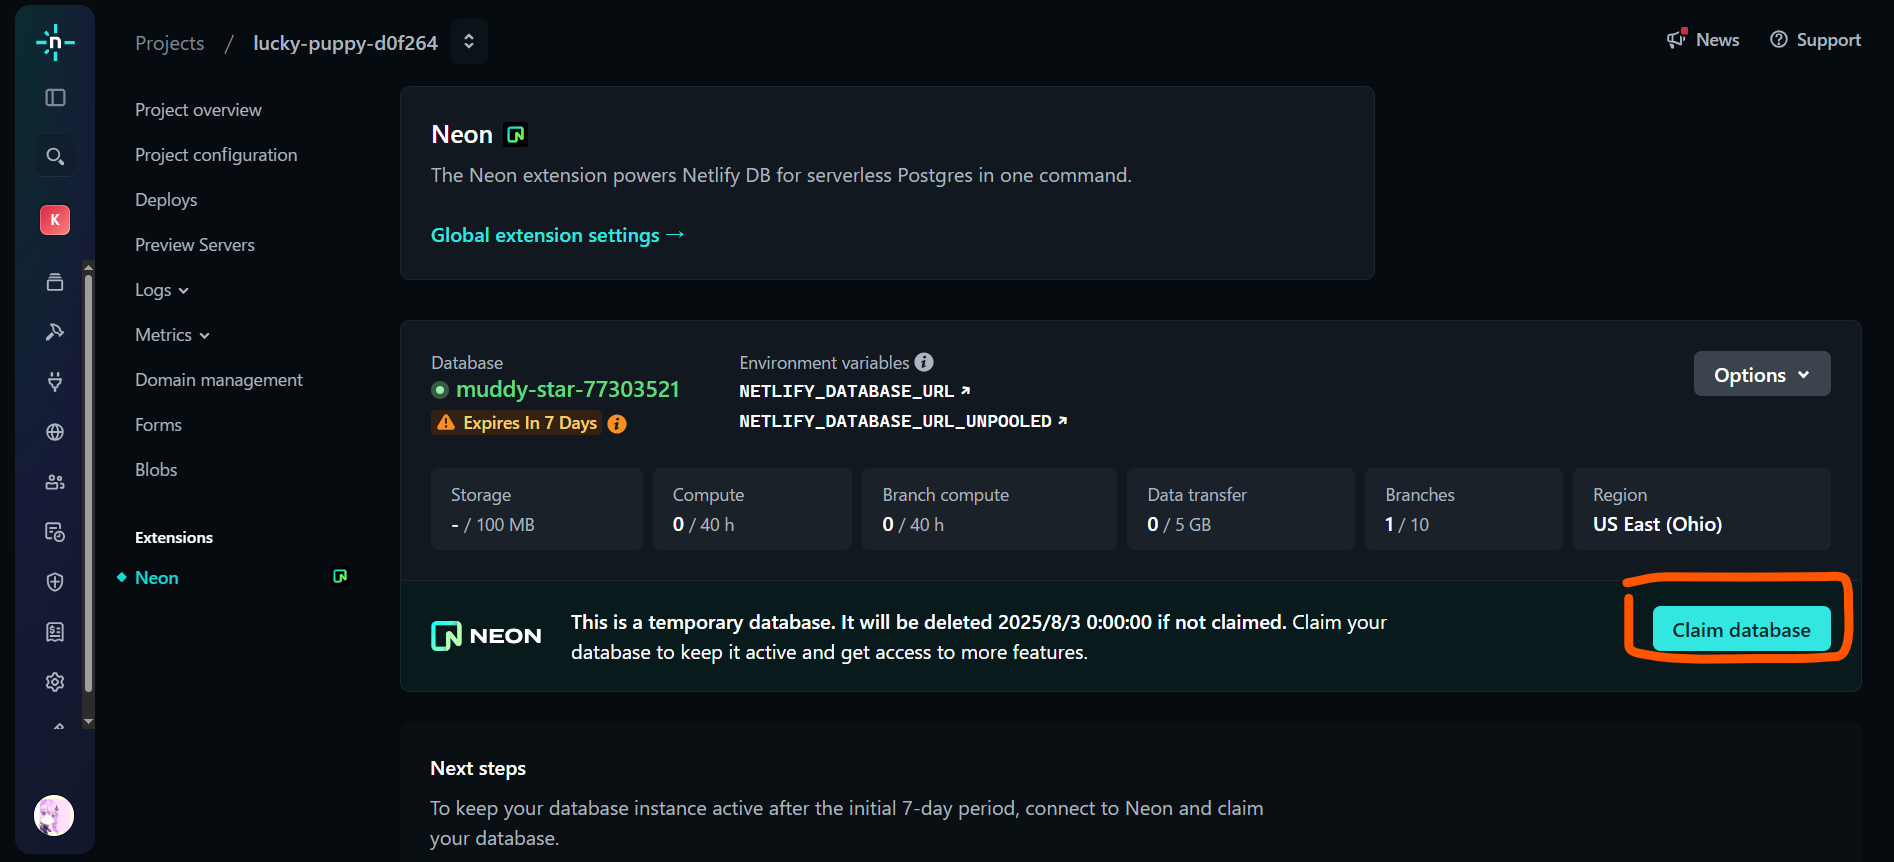 Projects / lucky-puppy-d0f264
News
Support
K
Project overview
Project configuration
Deploys
Preview Servers
Logs
Metrics
Domain management
Forms
Blobs
Extensions
Neon
Neon
The Neon extension powers Netlify DB for serverless Postgres in one command.
Global extension settings →
Database
muddy-star-77303521
Expires In 7 Days
Environment variables
NETLIFY_DATABASE_URL
NETLIFY_DATABASE_URL_UNPOOLED
Options
Storage
- / 100 MB
Compute
0 / 40 h
Branch compute
0 / 40 h
Data transfer
0 / 5 GB
Branches
1 / 10
Region
US East (Ohio)
NEON
This is a temporary database. It will be deleted 2025/8/3 0:00:00 if not claimed. Claim your
database to keep it active and get access to more features.
Claim database
Next steps
To keep your database instance active after the initial 7-day period, connect to Neon and claim
your database.